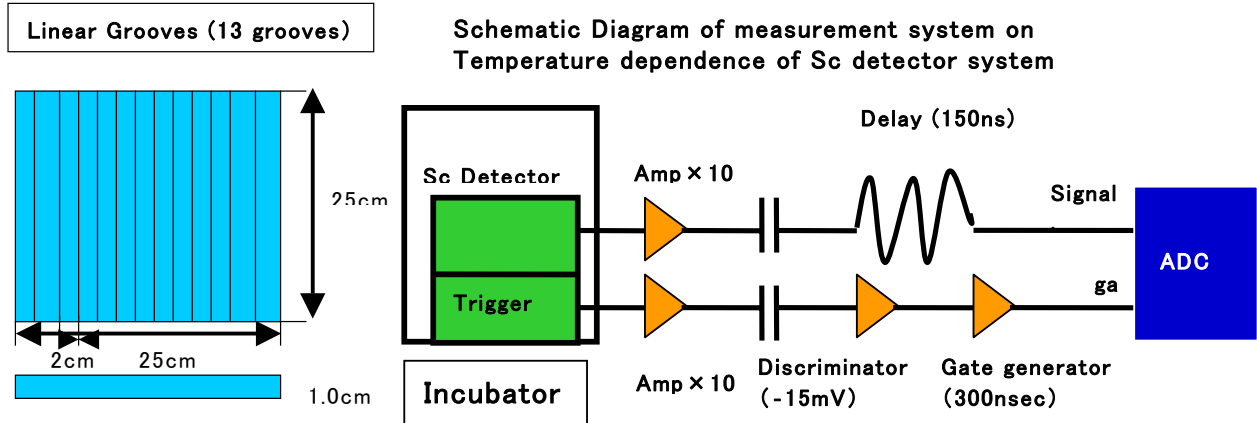 Linear Grooves (13 grooves)
Schematic Diagram of measurement system on
Temperature dependence of Sc detector system
25cm
2cm
25cm
1.0cm
Sc Detector
Trigger
Incubator
Amp×10
Amp×10
Delay (150ns)
Discriminator
(-15mV)
Gate generator
(300nsec)
Signal
ga
ADC